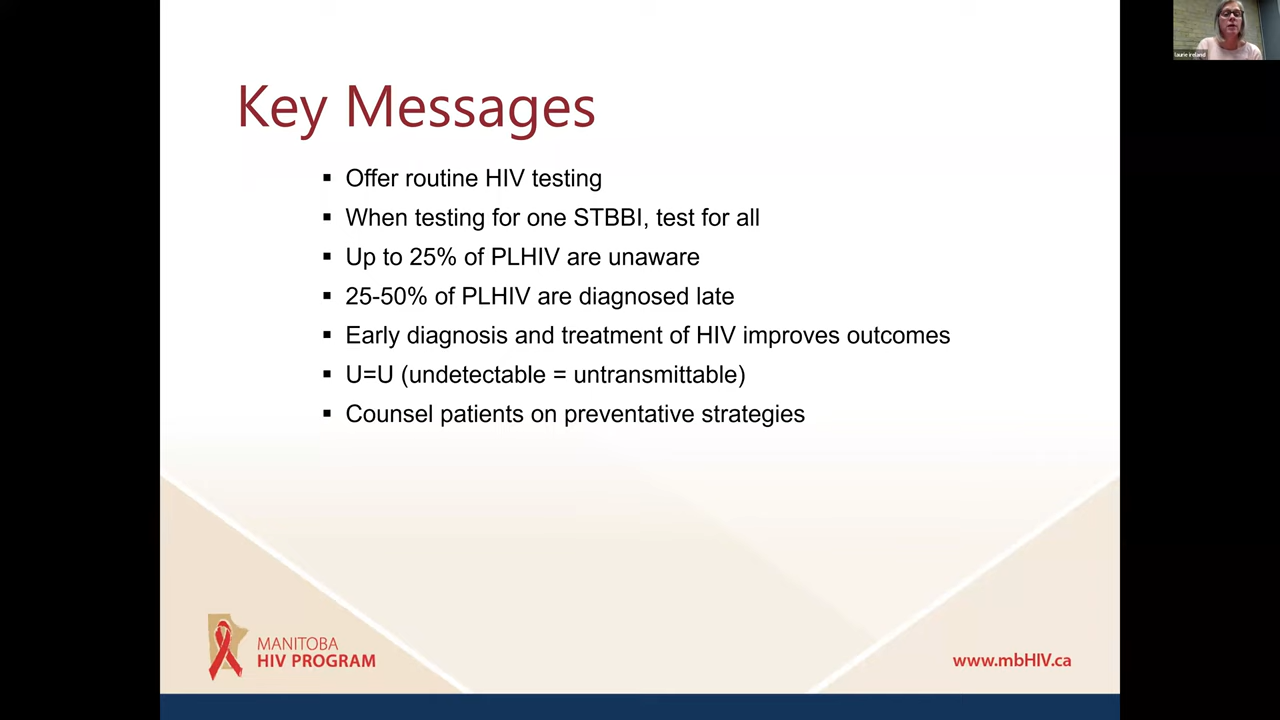 laurie ireland
Key Messages
▪ Offer routine HIV testing
▪ When testing for one STBBI, test for all
▪ Up to 25% of PLHIV are unaware
▪ 25-50% of PLHIV are diagnosed late
▪ Early diagnosis and treatment of HIV improves outcomes
▪ U=U (undetectable = untransmittable)
▪ Counsel patients on preventative strategies
MANITOBA
HIV PROGRAM
www.mbHIV.ca